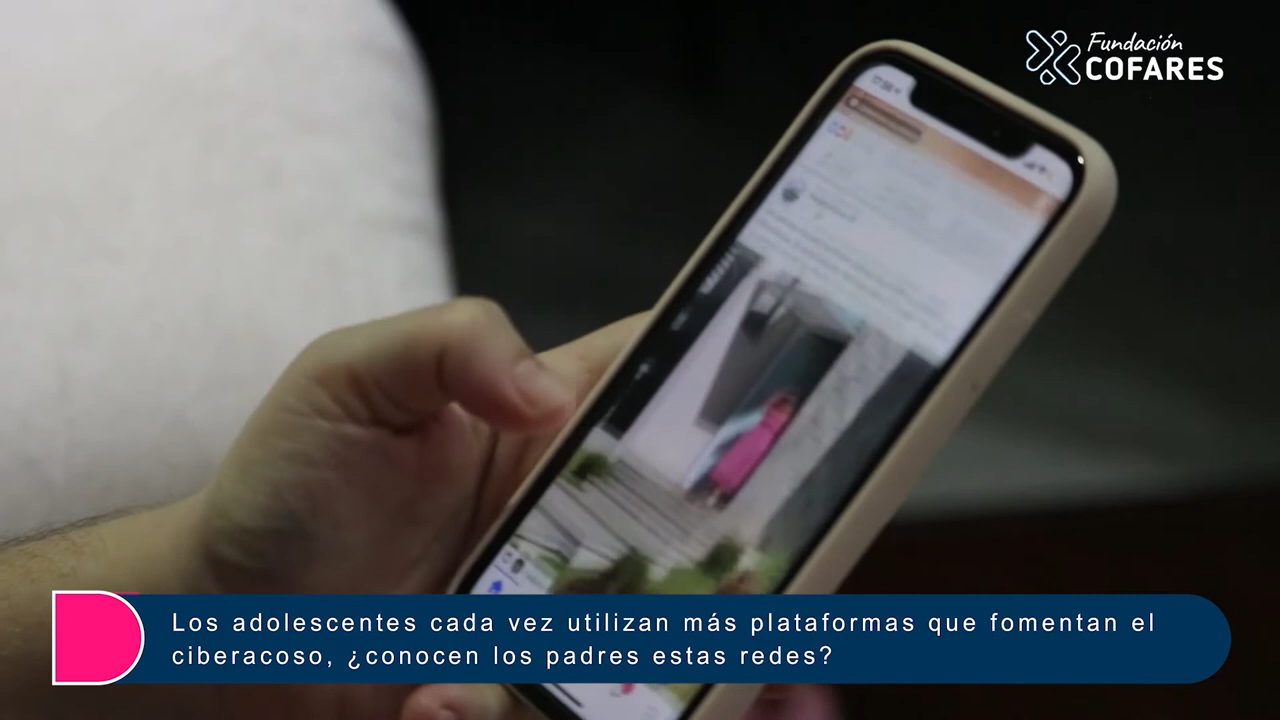 Fundación
COFARES
Los adolescentes cada vez utilizan más plataformas que fomentan el
ciberacoso, ¿conocen los padres estas redes?